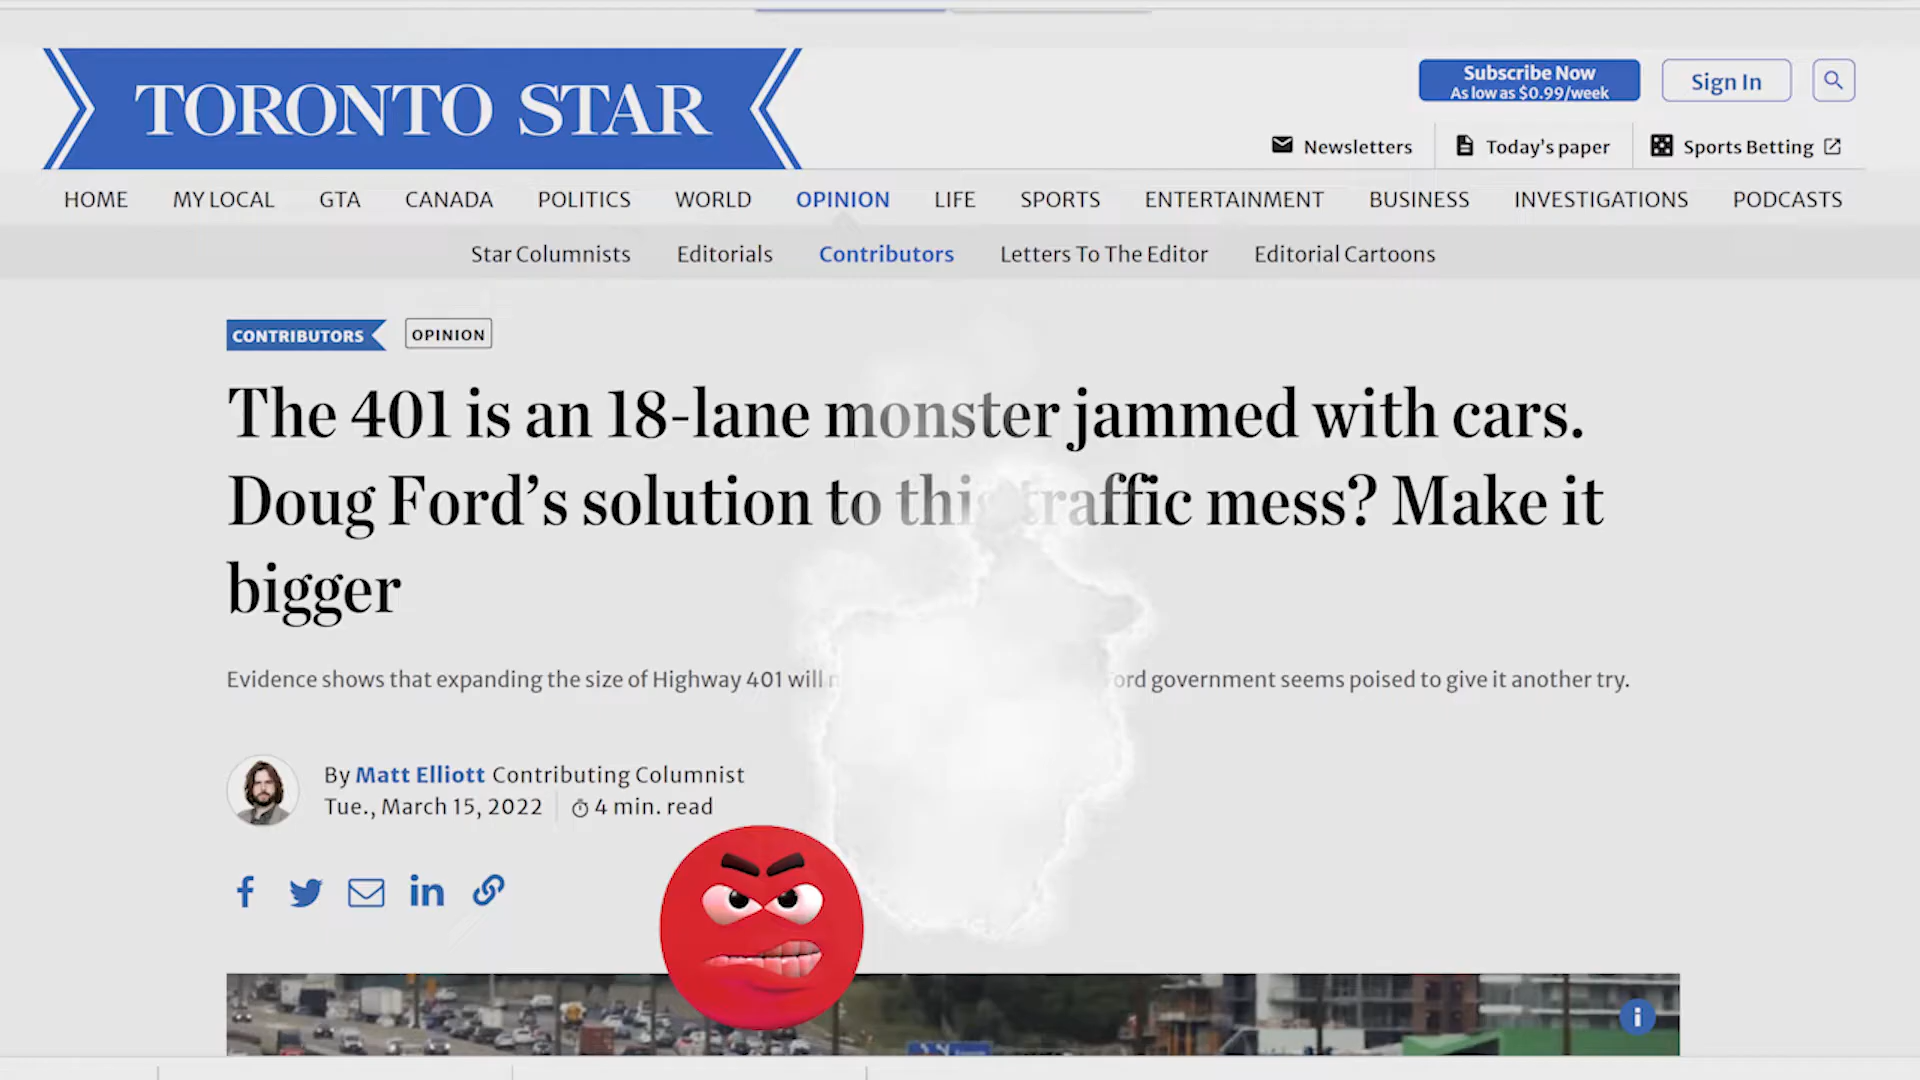 TORONTO STAR
Subscribe Now
As low as $0.99/week
Sign In
Newsletters
Today's paper
Sports Betting
HOME MY LOCAL GTA CANADA POLITICS WORLD OPINION LIFE SPORTS ENTERTAINMENT BUSINESS INVESTIGATIONS PODCASTS
Star Columnists Editorials Contributors Letters To The Editor Editorial Cartoons
CONTRIBUTORS OPINION
The 401 is an 18-lane monster jammed with cars.
Doug Ford’s solution to this traffic mess? Make it
bigger
Evidence shows that expanding the size of Highway 401 will government seems poised to give it another try.
By Matt Elliott Contributing Columnist
Tue., March 15, 2022 4 min. read